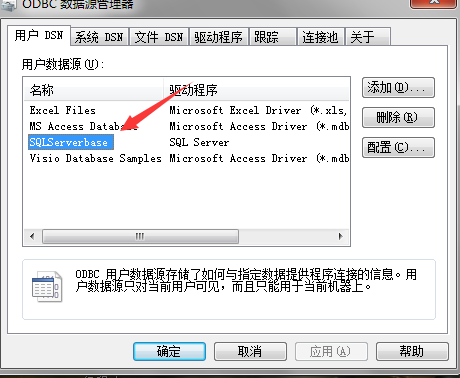 ODBC 数据源管理器
用户 DSN 系统 DSN 文件 DSN 驱动程序 跟踪 连接池 关于
用户数据源(U):
名称 驱动程序
添加(D)...
Excel Files Microsoft Excel Driver (*.xls,
MS Access Database Microsoft Access Driver (*.mdb
删除(R)
SQLServerbase SQL Server
配置(C)...
Visio Database Samples Microsoft Access Driver (*.mdb
ODBC 用户数据源存储了如何与指定数据提供程序连接的信息。用
户数据源只对当前用户可见，而且只能用于当前机器上。
确定 取消 应用(A) 帮助